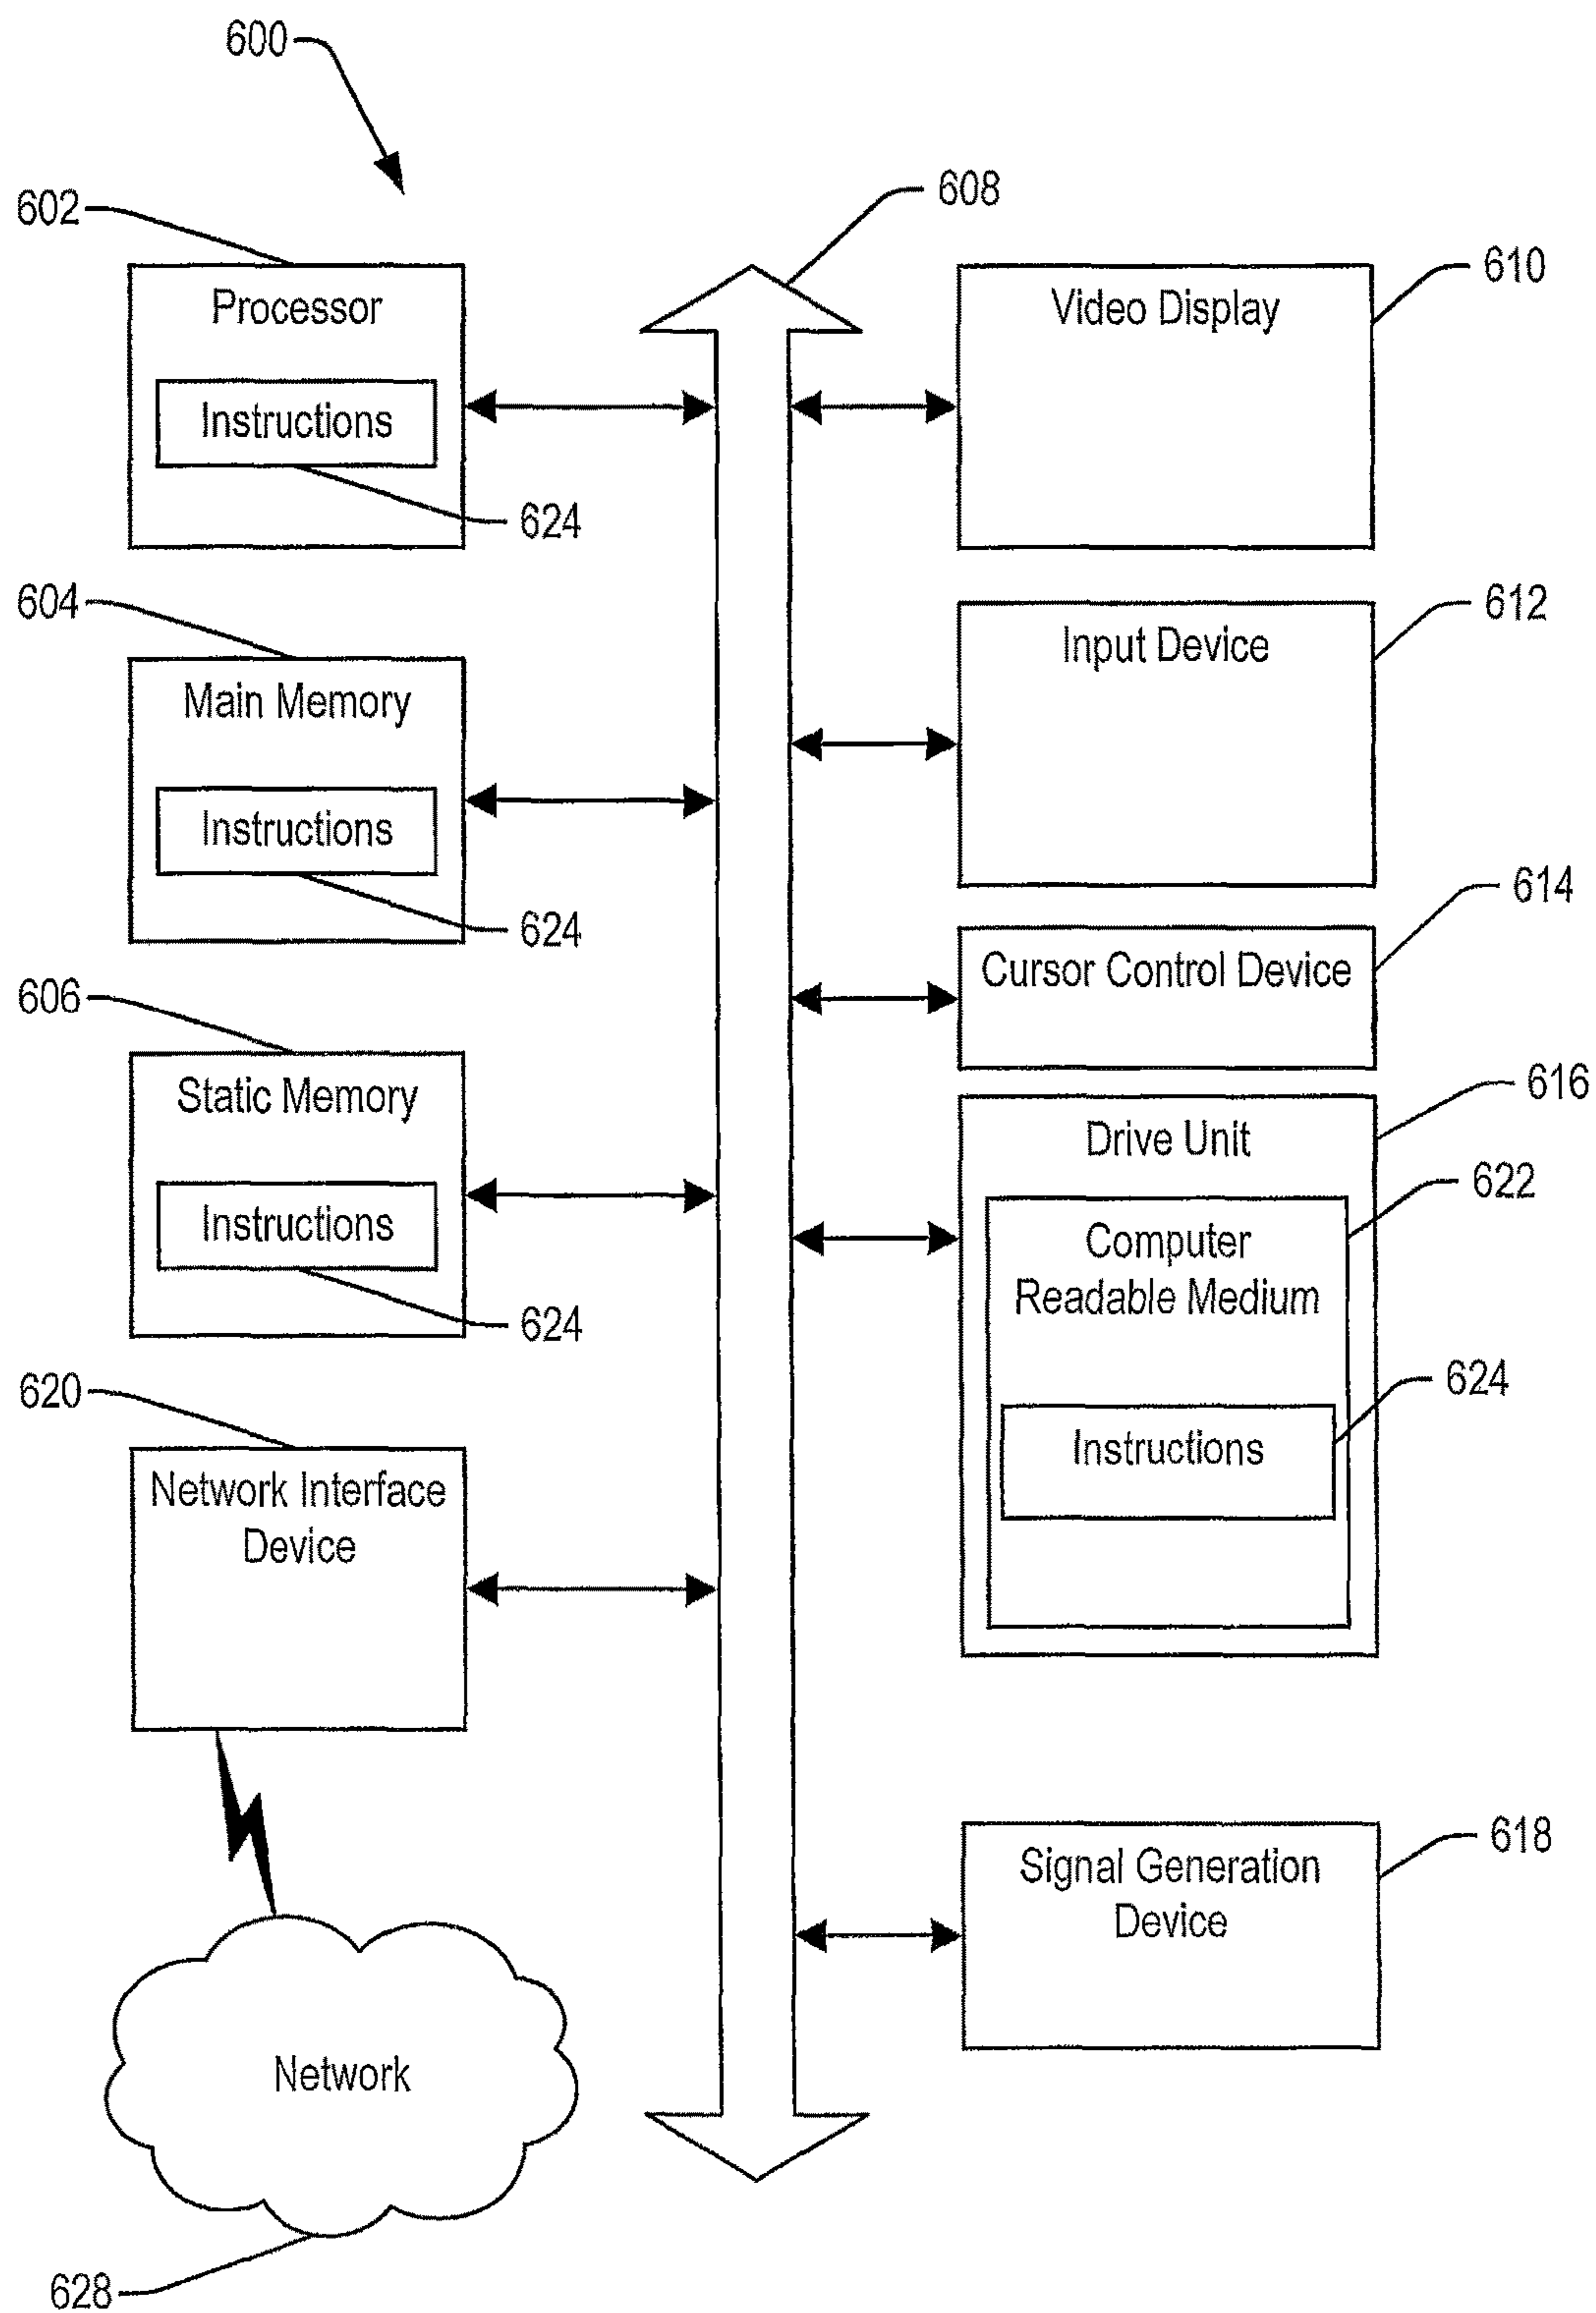 600
608
602
Processor
Instructions
624
610
Video Display
604
Main Memory
Instructions
624
612
Input Device
614
Cursor Control Device
606
Static Memory
Instructions
624
616
Drive Unit
622
Computer
Readable Medium
624
Instructions
620
Network Interface
Device
618
Signal Generation
Device
Network
628